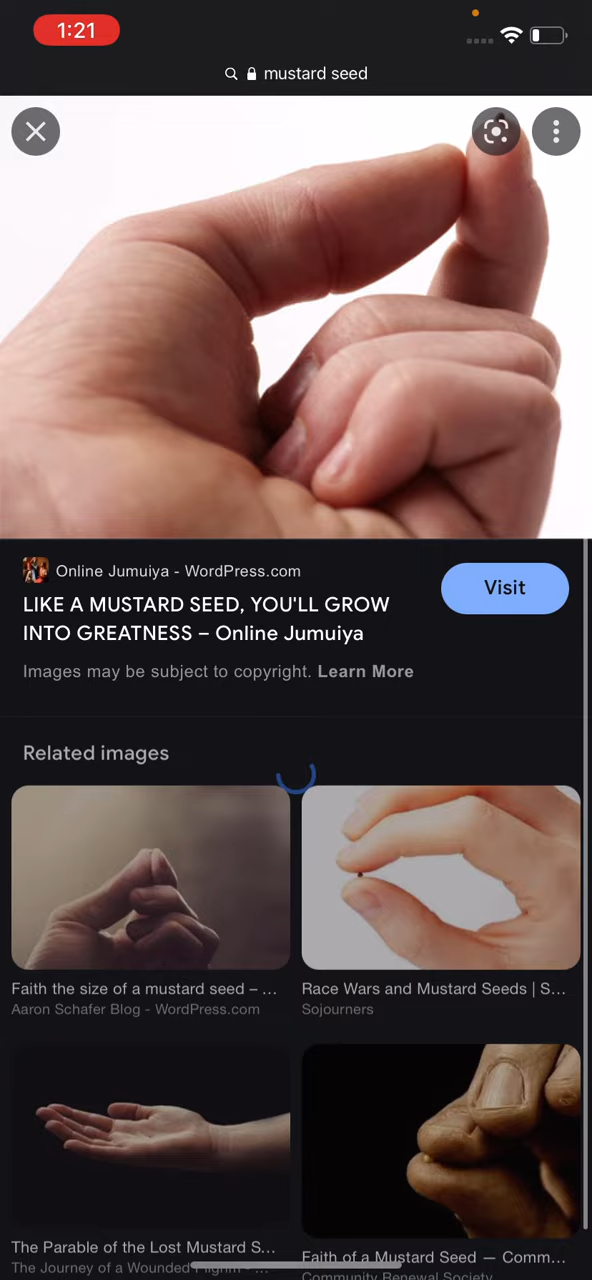 1:21
mustard seed
Online Jumuiya - WordPress.com
Visit
LIKE A MUSTARD SEED, YOU'LL GROW
INTO GREATNESS – Online Jumuiya
Images may be subject to copyright. Learn More
Related images
Faith the size of a mustard seed – ...
Aaron Schafer Blog - WordPress.com
Race Wars and Mustard Seeds | S...
Sojourners
The Parable of the Lost Mustard S...
The Journey of a Wounded Pilgrim - ...
Faith of a Mustard Seed — Comm...
Community Renewal Society